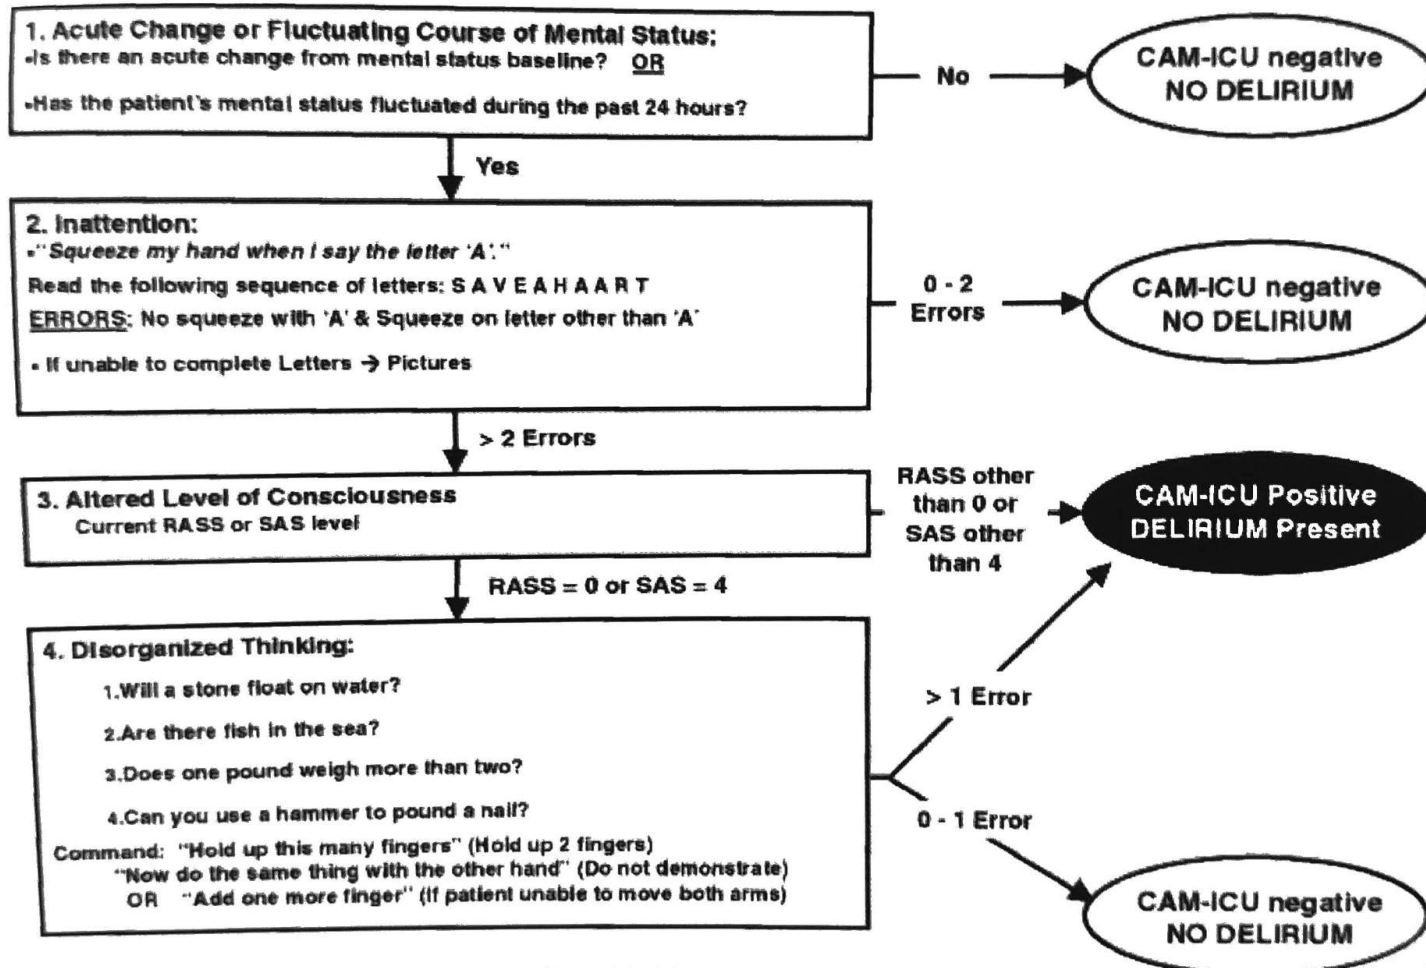 1. Acute Change or Fluctuating Course of Mental Status:
•Is there an acute change from mental status baseline? OR
•Has the patient's mental status fluctuated during the past 24 hours?
No
CAM-ICU negative
NO DELIRIUM
Yes
2. Inattention:
•"Squeeze my hand when I say the letter 'A'."
Read the following sequence of letters: S A V E A H A A R T
ERRORS: No squeeze with 'A' & Squeeze on letter other than 'A'
• If unable to complete Letters → Pictures
0 - 2
Errors
CAM-ICU negative
NO DELIRIUM
> 2 Errors
3. Altered Level of Consciousness
Current RASS or SAS level
RASS other
than 0 or
SAS other
than 4
CAM-ICU Positive
DELIRIUM Present
RASS = 0 or SAS = 4
4. Disorganized Thinking:
1.Will a stone float on water?
2.Are there fish in the sea?
3.Does one pound weigh more than two?
4.Can you use a hammer to pound a nail?
Command: "Hold up this many fingers" (Hold up 2 fingers)
"Now do the same thing with the other hand" (Do not demonstrate)
OR "Add one more finger" (If patient unable to move both arms)
> 1 Error
0 - 1 Error
CAM-ICU negative
NO DELIRIUM